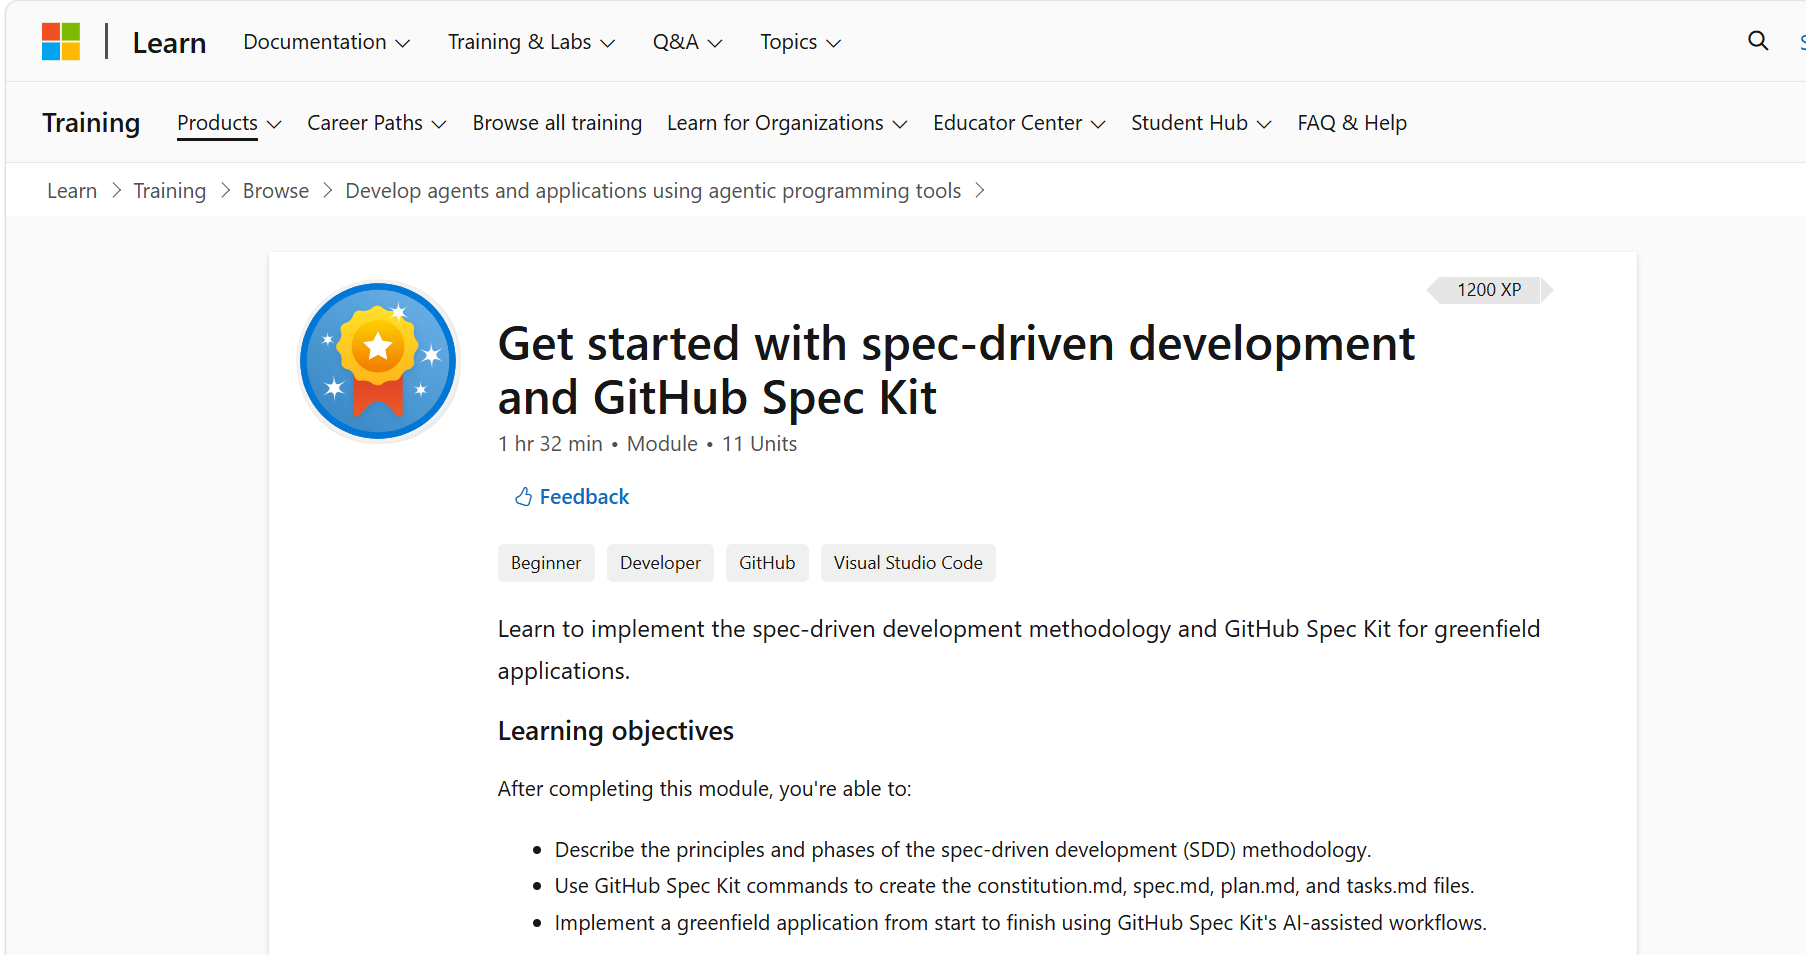 Learn Documentation Training & Labs Q&A Topics
Training Products Career Paths Browse all training Learn for Organizations Educator Center Student Hub FAQ & Help
Learn Training Browse Develop agents and applications using agentic programming tools
1200 XP
Get started with spec-driven development
and GitHub Spec Kit
1 hr 32 min • Module • 11 Units
Feedback
Beginner Developer GitHub Visual Studio Code
Learn to implement the spec-driven development methodology and GitHub Spec Kit for greenfield
applications.
Learning objectives
After completing this module, you're able to:
• Describe the principles and phases of the spec-driven development (SDD) methodology.
• Use GitHub Spec Kit commands to create the constitution.md, spec.md, plan.md, and tasks.md files.
• Implement a greenfield application from start to finish using GitHub Spec Kit's AI-assisted workflows.